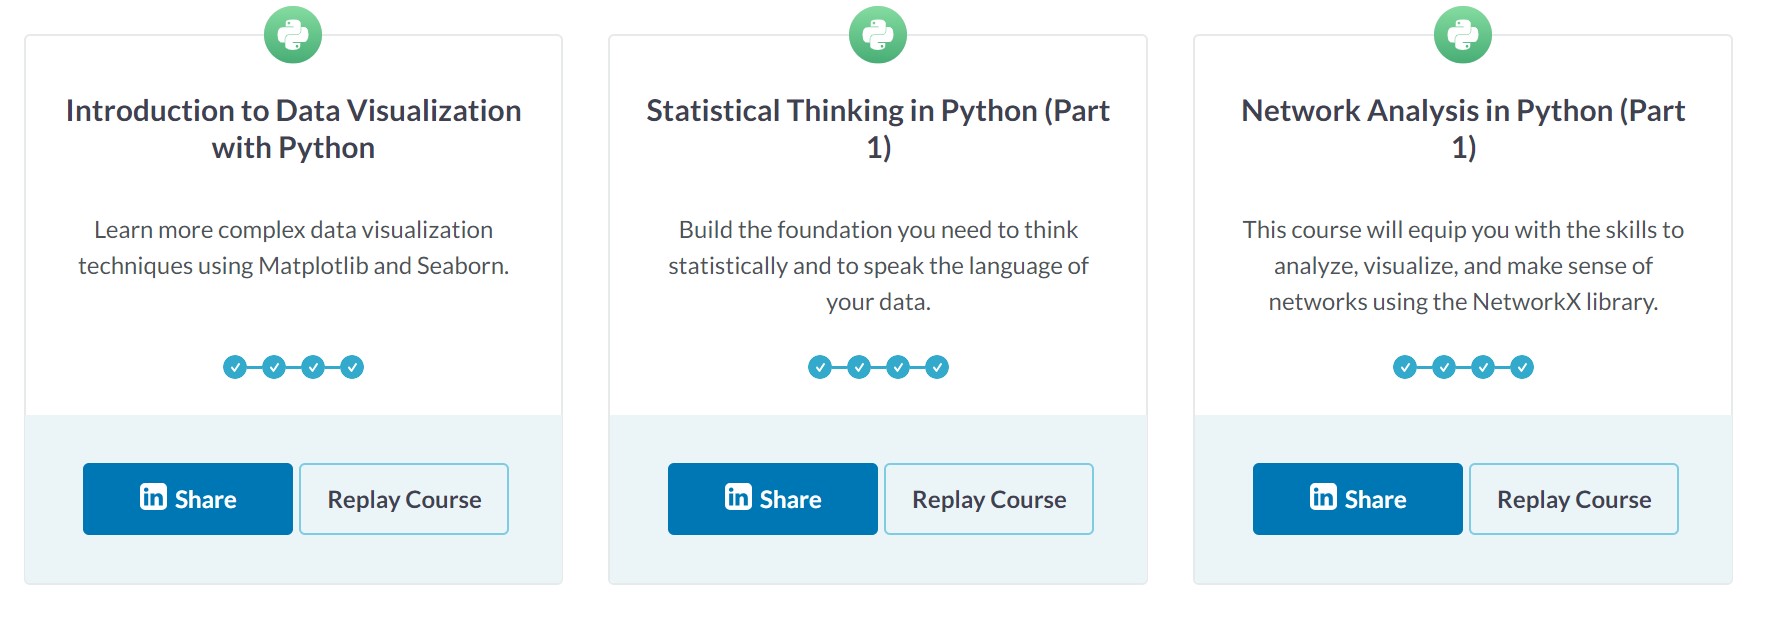 Introduction to Data Visualization
with Python
Learn more complex data visualization
techniques using Matplotlib and Seaborn.
in Share
Replay Course
Statistical Thinking in Python (Part
1)
Build the foundation you need to think
statistically and to speak the language of
your data.
in Share
Replay Course
Network Analysis in Python (Part
1)
This course will equip you with the skills to
analyze, visualize, and make sense of
networks using the NetworkX library.
in Share
Replay Course